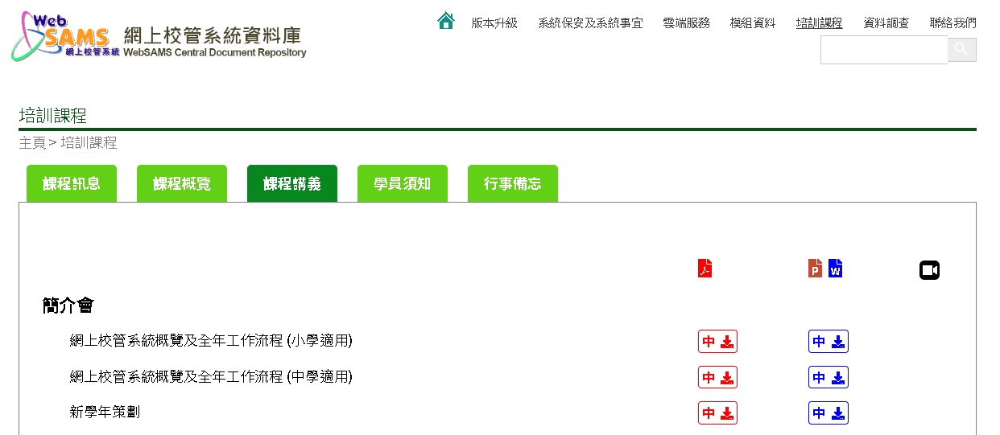 Web
SAMS
網上校管系統
網上校管系統資料庫
WebSAMS Central Document Repository
版本升級 系統保安及系統事宜 雲端服務 模組資料 培訓課程 資料調查 聯絡我們
培訓課程
主頁 > 培訓課程
課程訊息 課程概覽 課程講義 學員須知 行事備忘
P W
簡介會
網上校管系統概覽及全年工作流程 (小學適用) 中 中
網上校管系統概覽及全年工作流程 (中學適用) 中 中
新學年策劃 中 中